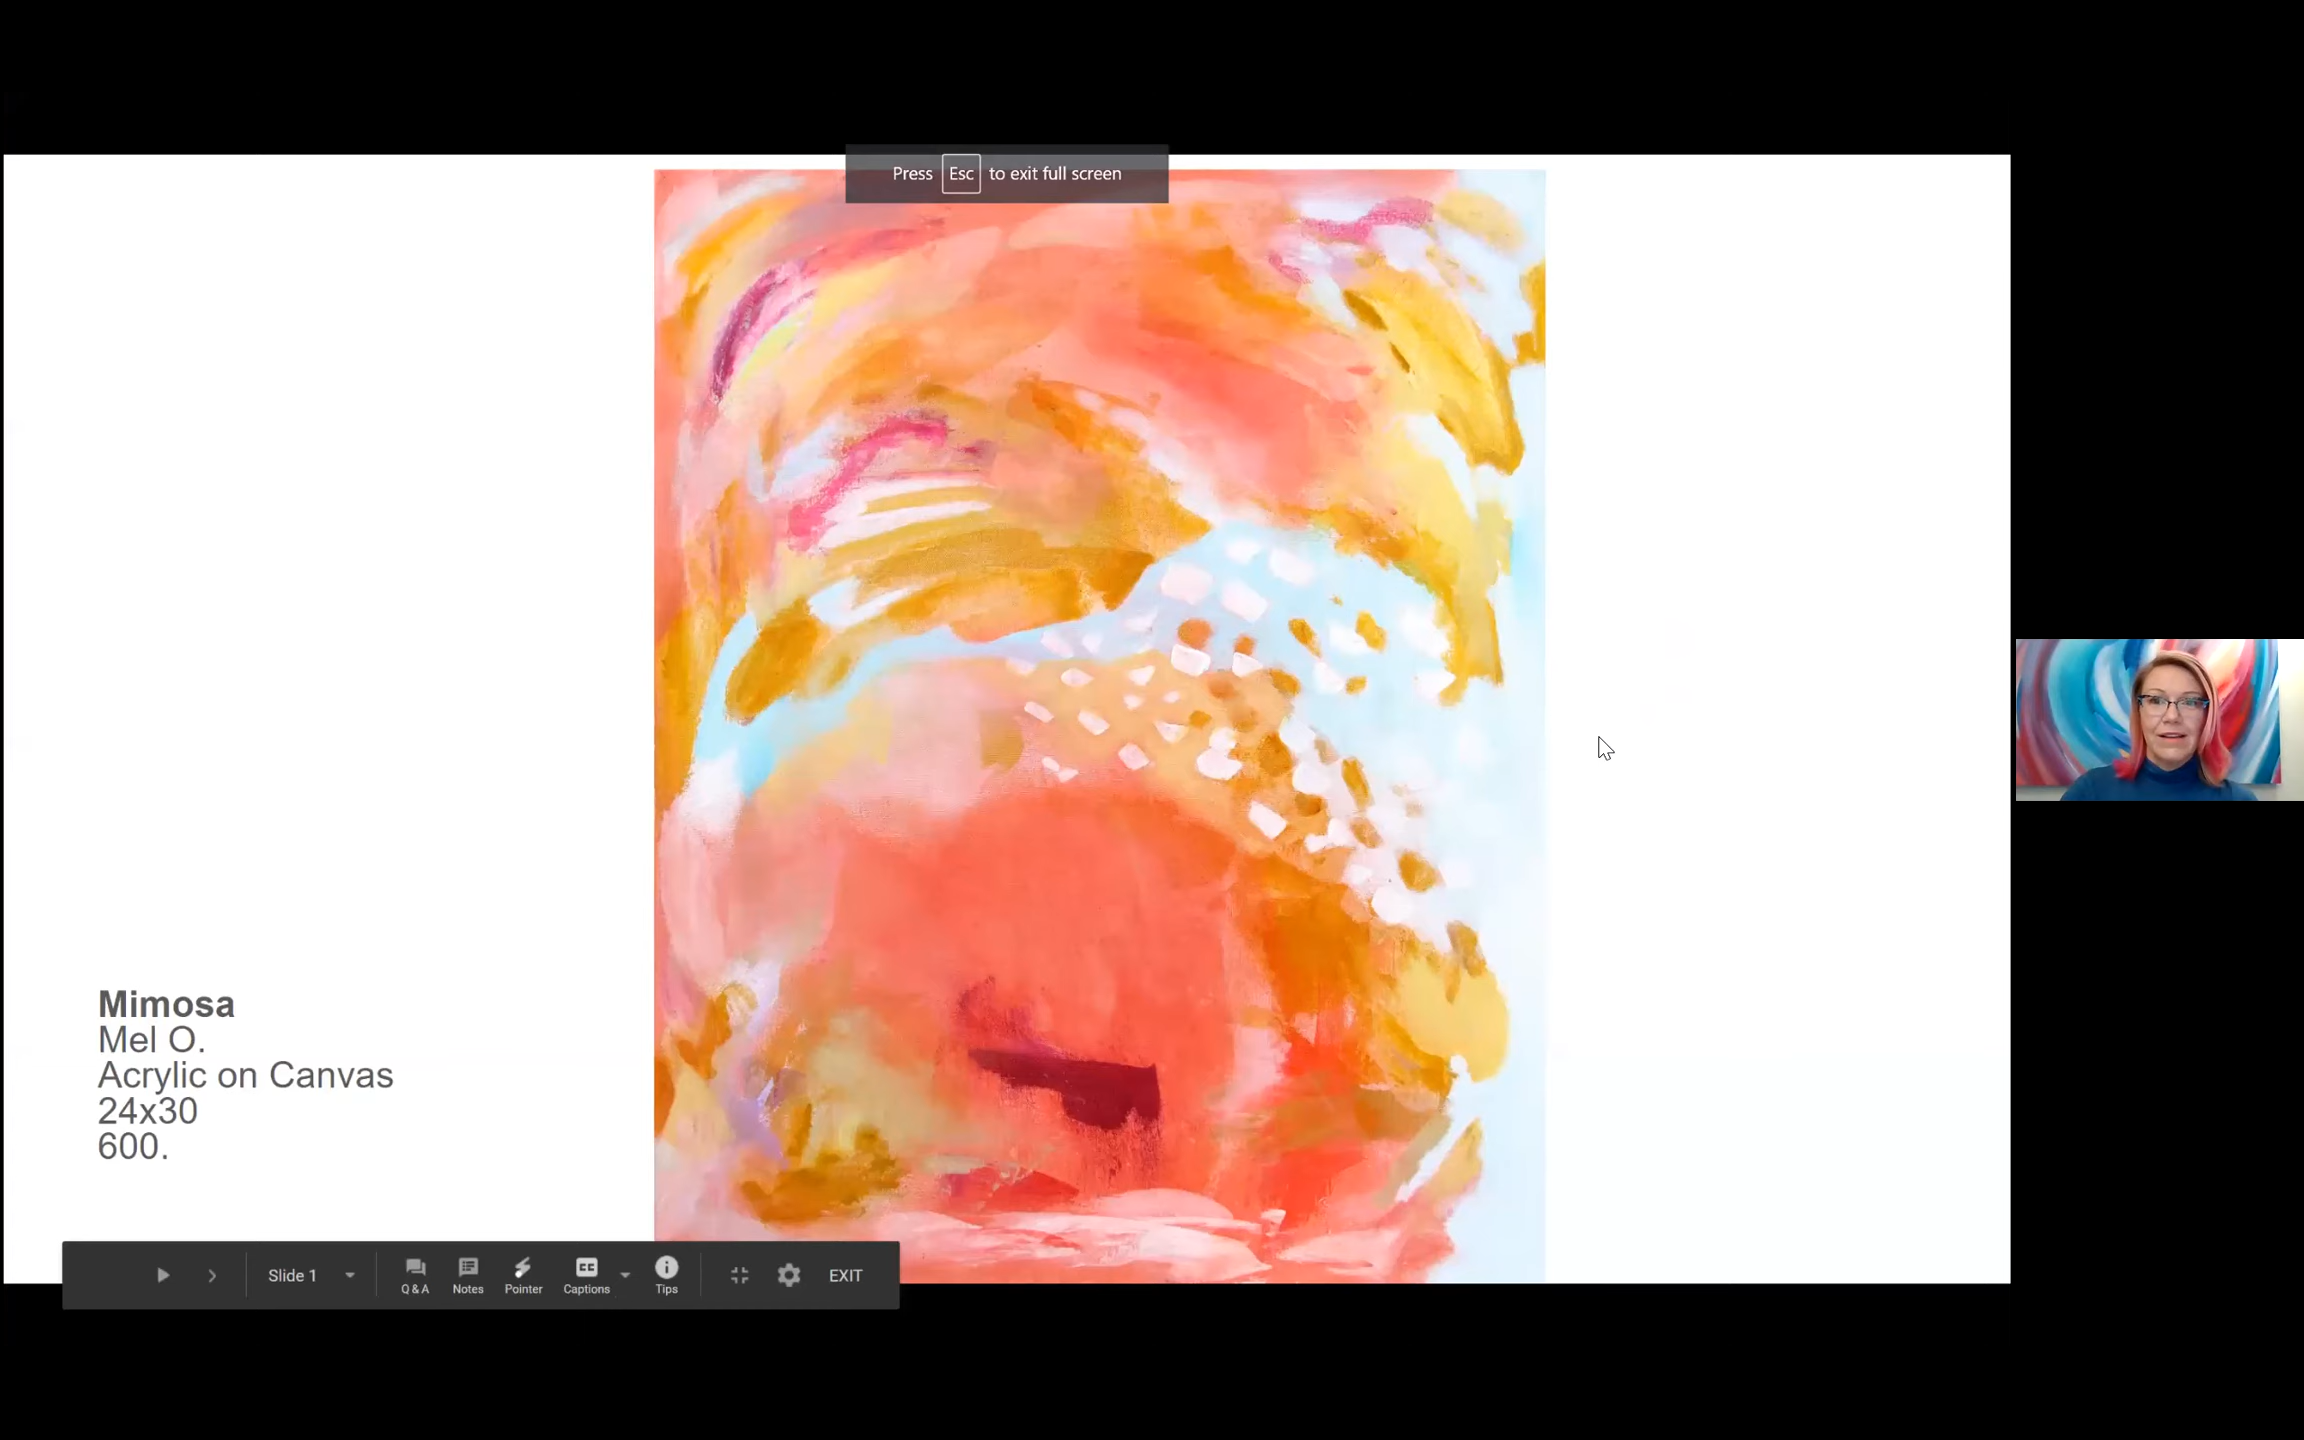 Press Esc to exit full screen
Mimosa
Mel O.
Acrylic on Canvas
24x30
600.
Slide 1
Q & A
Notes
Pointer
CC
Captions
Tips
EXIT